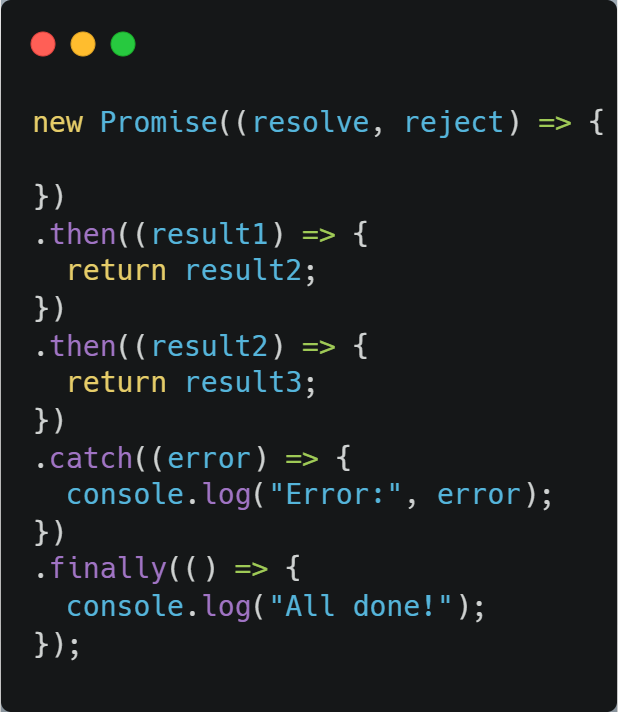 new Promise((resolve, reject) => {

})
.then((result1) => {
  return result2;
})
.then((result2) => {
  return result3;
})
.catch((error) => {
  console.log("Error:", error);
})
.finally(() => {
  console.log("All done!");
});